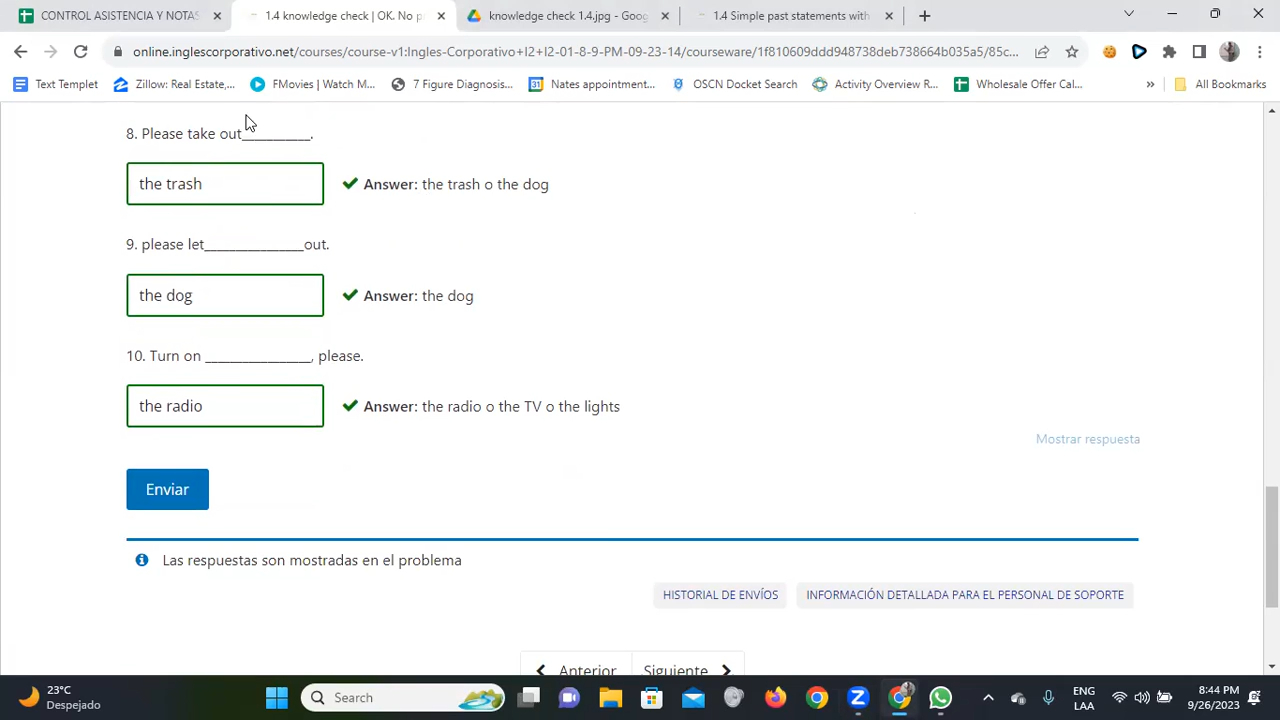 CONTROL ASISTENCIA Y NOTAS
1.4 knowledge check | OK. No p
knowledge check 1.4.jpg - Goog
1 Simple past statements with
online.inglescorporativo.net/courses/course-v1:Ingles-Corporativo+I2+I2-01-8-9-PM-09-23-14/courseware/1f810609ddd948738deb738664b035a5/85c...
Text Templet
Zillow: Real Estate,...
FMovies | Watch M...
7 Figure Diagnosis...
31
Nates appointment...
OSCN Docket Search
Activity Overview R...
Wholesale Offer Cal...
»
All Bookmarks
8. Please take out___________.
the trash
Answer: the trash o the dog
9. please let________________out.
the dog
Answer: the dog
10. Turn on _________________, please.
the radio
Answer: the radio o the TV o the lights
Mostrar respuesta
Enviar
Las respuestas son mostradas en el problema
HISTORIAL DE ENVÍOS
INFORMACIÓN DETALLADA PARA EL PERSONAL DE SOPORTE
Anterior
Siguiente
23°C
Despejado
Search
ENG
LAA
8:44 PM
9/26/2023